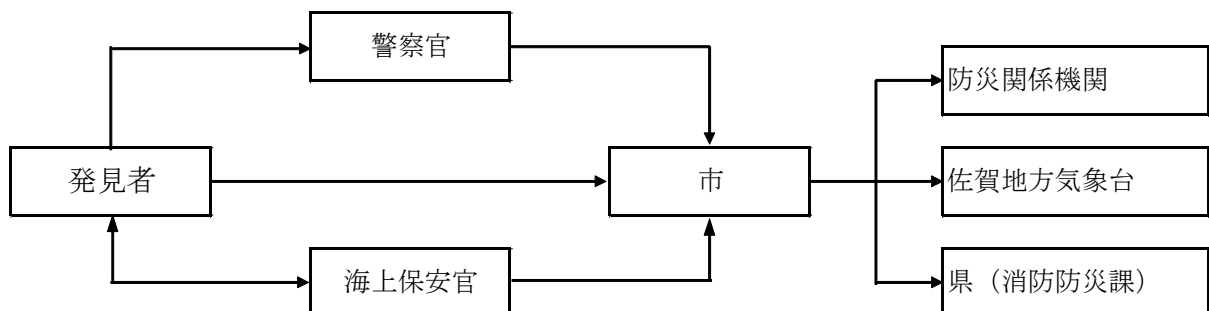 警察官
防災関係機関
発見者
市
佐賀地方気象台
海上保安官
県（消防防災課）